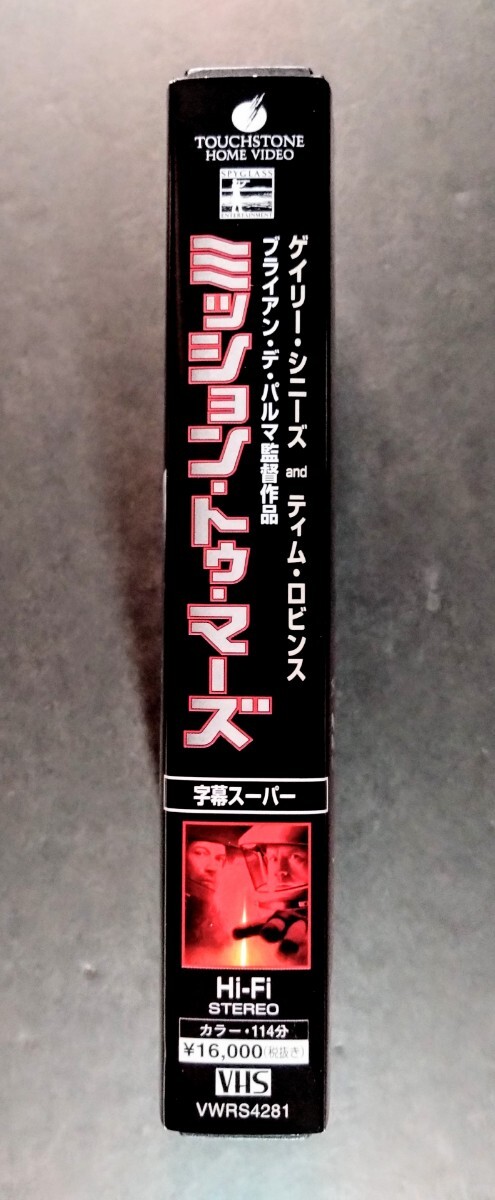 TOUCHSTONE
HOME VIDEO
SPYGLASS
ENTERTAINMENT
ゲイリー・シニーズ and ティム・ロビンス
ブライアン・デ・パルマ監督作品
ミッション・トゥ・マーズ
字幕スーパー
Hi-Fi
STEREO
カラー・114分
¥16,000(税抜き)
VHS
VWRS4281